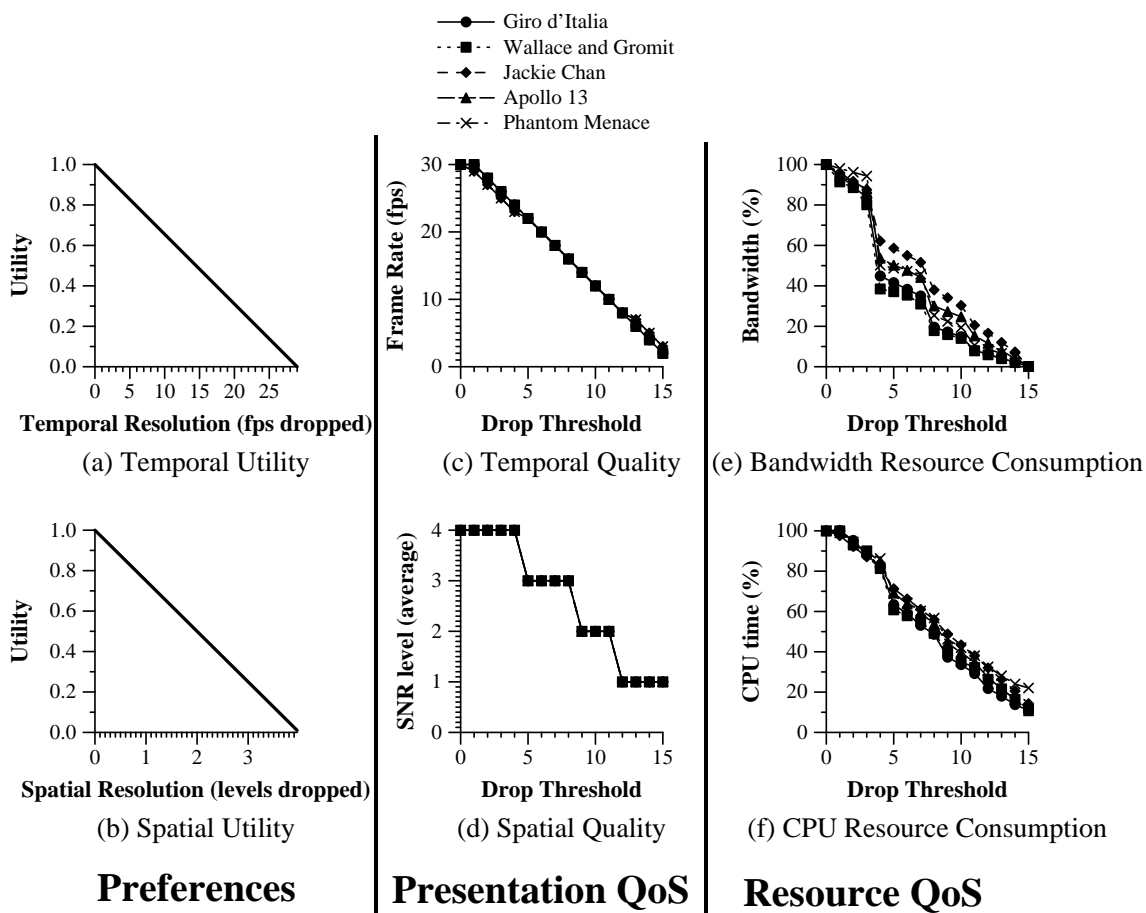 Giro d’Italia
Wallace and Gromit
Jackie Chan
Apollo 13
Phantom Menace
1.0
0.8
0.6
0.4
0.2
0.0
Utility
0 5 10 15 20 25
Temporal Resolution (fps dropped)
(a) Temporal Utility
30
20
10
0
Frame Rate (fps)
0 5 10 15
Drop Threshold
(c) Temporal Quality
100
80
60
40
20
0
Bandwidth (%)
0 5 10 15
Drop Threshold
(e) Bandwidth Resource Consumption
1.0
0.8
0.6
0.4
0.2
0.0
Utility
0 1 2 3
Spatial Resolution (levels dropped)
(b) Spatial Utility
4
3
2
1
0
SNR level (average)
0 5 10 15
Drop Threshold
(d) Spatial Quality
100
80
60
40
20
0
CPU time (%)
0 5 10 15
Drop Threshold
(f) CPU Resource Consumption
Preferences
Presentation QoS
Resource QoS